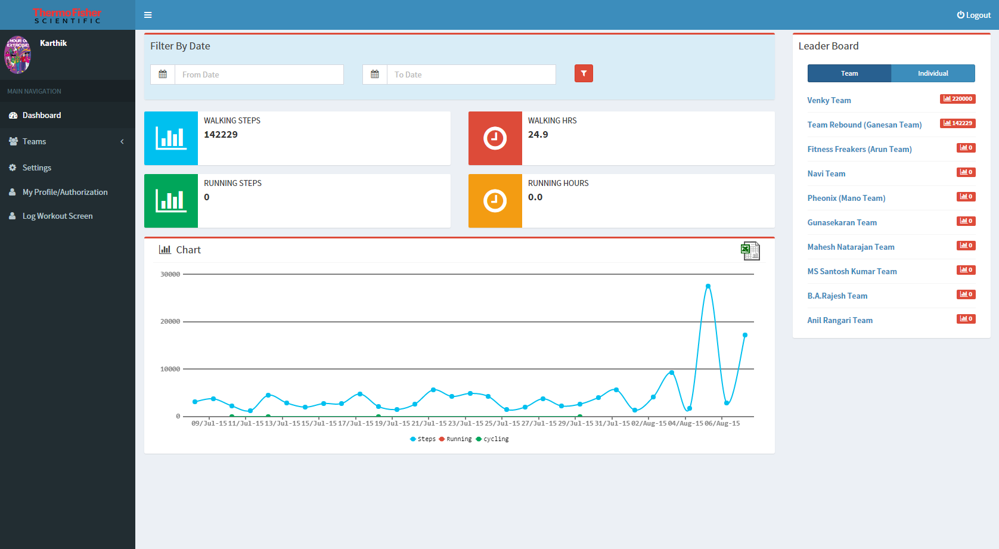 ThermoFisher
SCIENTIFIC
Logout
HOUR OF
EXERCISE!
Karthik
MAIN NAVIGATION
Dashboard
Teams
Settings
My Profile/Authorization
Log Workout Screen
Filter By Date
From Date
To Date
WALKING STEPS
142229
WALKING HRS
24.9
RUNNING STEPS
0
RUNNING HOURS
0.0
Chart
30000
20000
10000
0
09/Jul-15 11/Jul-15 13/Jul-15 15/Jul-15 17/Jul-15 19/Jul-15 21/Jul-15 23/Jul-15 25/Jul-15 27/Jul-15 29/Jul-15 31/Jul-15 02/Aug-15 04/Aug-15 06/Aug-15
Steps Running cycling
Leader Board
Team Individual
Venky Team 220000
Team Rebound (Ganesan Team) 142229
Fitness Freakers (Arun Team) 0
Navi Team 0
Pheonix (Mano Team) 0
Gunasekaran Team 0
Mahesh Natarajan Team 0
MS Santosh Kumar Team 0
B.A.Rajesh Team 0
Anil Rangari Team 0